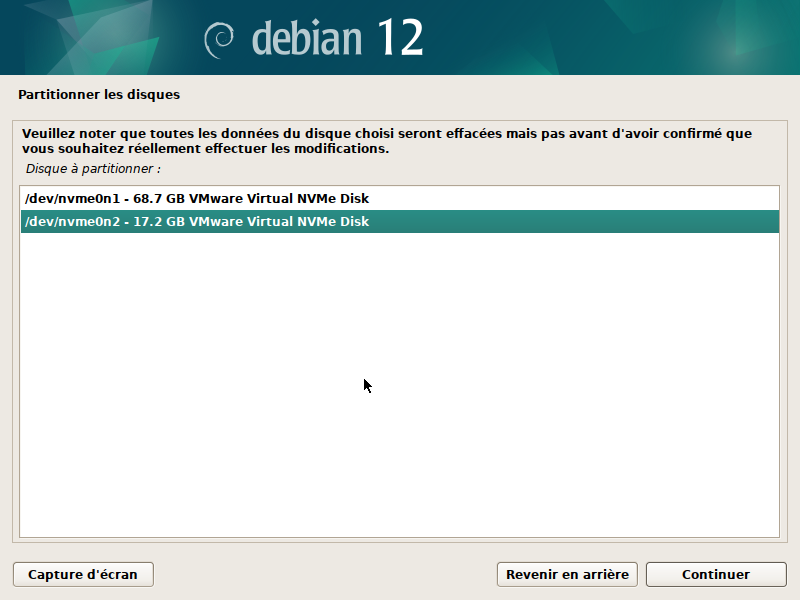 debian 12
Partitionner les disques
Veuillez noter que toutes les données du disque choisi seront effacées mais pas avant d'avoir confirmé que
vous souhaitez réellement effectuer les modifications.
Disque à partitionner :
/dev/nvme0n1 - 68.7 GB VMware Virtual NVMe Disk
/dev/nvme0n2 - 17.2 GB VMware Virtual NVMe Disk
Capture d'écran
Revenir en arrière
Continuer